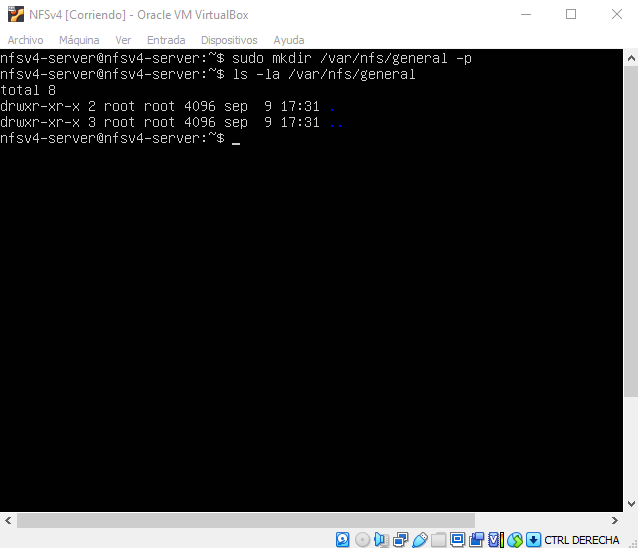 NFSv4 [Corriendo] - Oracle VM VirtualBox
Archivo Máquina Ver Entrada Dispositivos Ayuda
nfsv4-server@nfsv4-server:~$ sudo mkdir /var/nfs/general -p
nfsv4-server@nfsv4-server:~$ ls -la /var/nfs/general
total 8
drwxr-xr-x 2 root root 4096 sep  9 17:31 .
drwxr-xr-x 3 root root 4096 sep  9 17:31 ..
nfsv4-server@nfsv4-server:~$ _
CTRL DERECHA